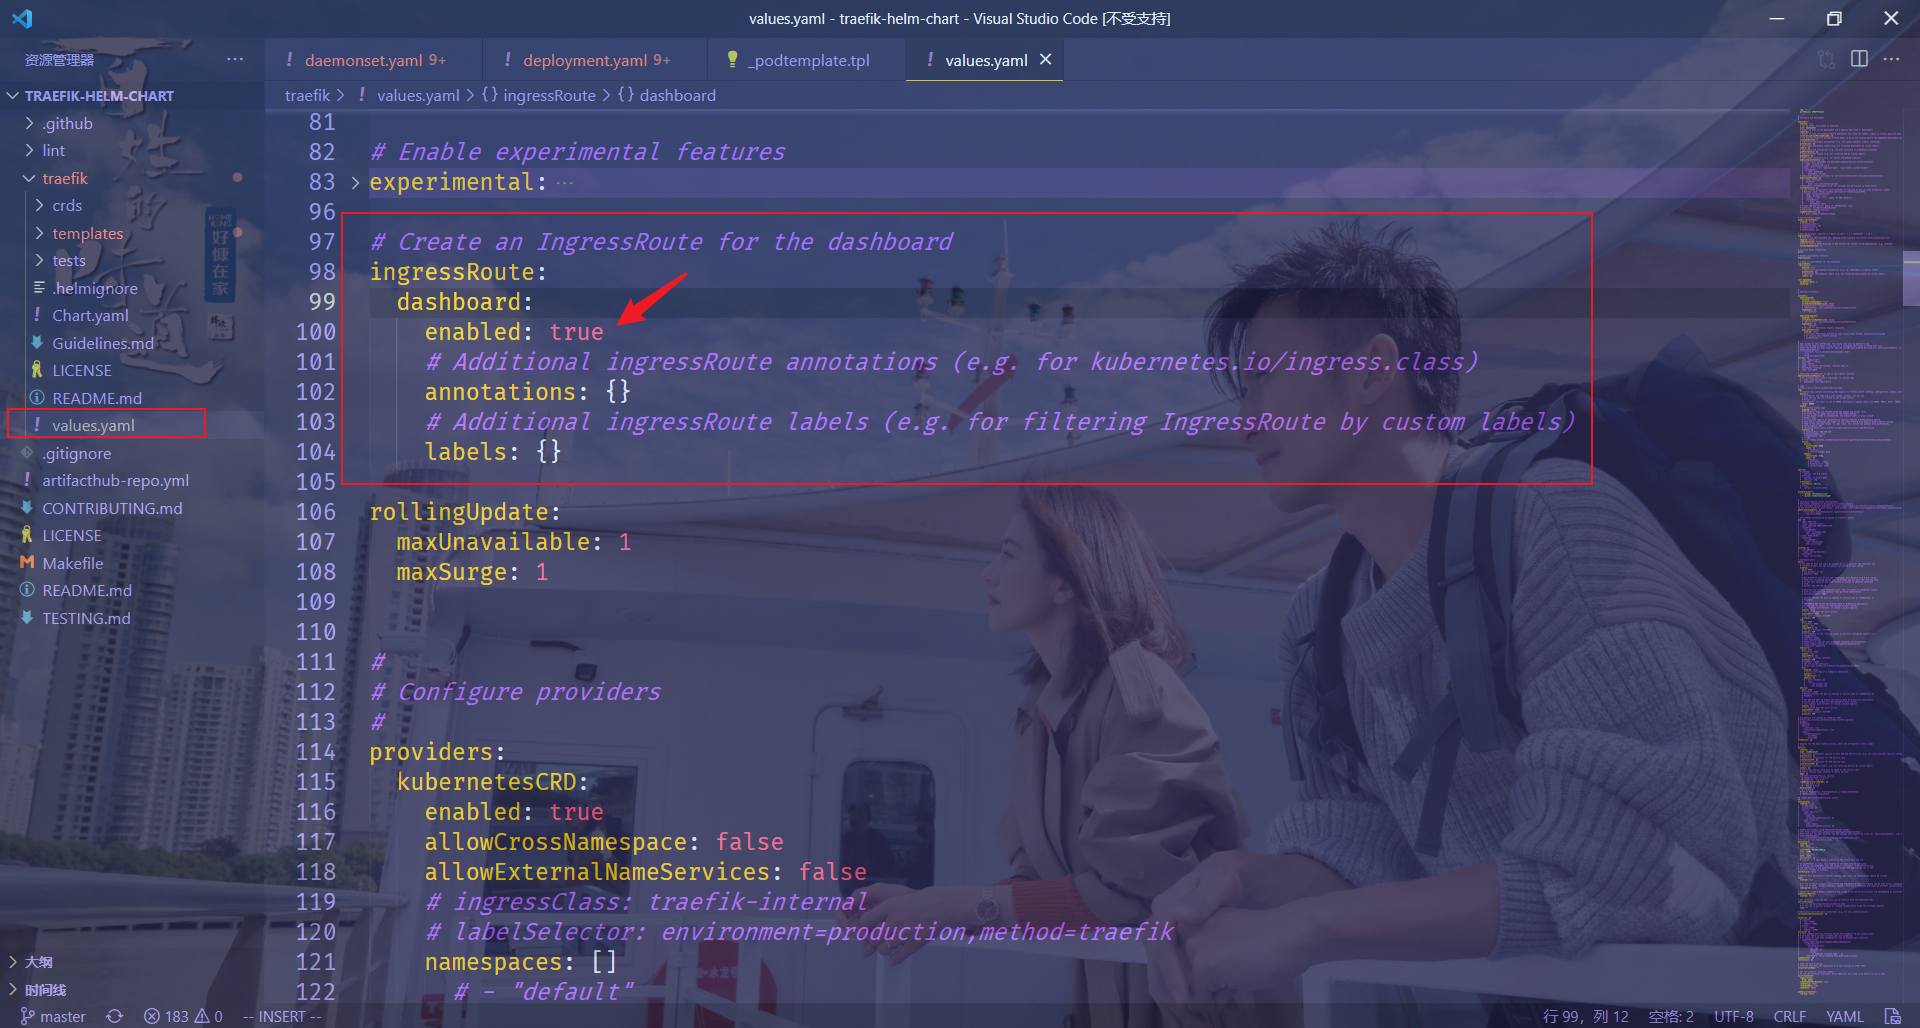 values.yaml - traefik-helm-chart - Visual Studio Code [不受支持]
资源管理器
daemonset.yaml 9+
deployment.yaml 9+
_podtemplate.tpl
values.yaml
traefik > values.yaml > {} ingressRoute > {} dashboard
TRAEFIK-HELM-CHART
.github
lint
traefik
crds
templates
tests
.helmignore
Chart.yaml
Guidelines.md
LICENSE
README.md
values.yaml
.gitignore
artifacthub-repo.yml
CONTRIBUTING.md
LICENSE
Makefile
README.md
TESTING.md
大纲
时间线
81
82 # Enable experimental features
83 experimental: ···
96
97 # Create an IngressRoute for the dashboard
98 ingressRoute:
99 dashboard:
100 enabled: true
101 # Additional ingressRoute annotations (e.g. for kubernetes.io/ingress.class)
102 annotations: {}
103 # Additional ingressRoute labels (e.g. for filtering IngressRoute by custom labels)
104 labels: {}
105
106 rollingUpdate:
107 maxUnavailable: 1
108 maxSurge: 1
109
110
111 #
112 # Configure providers
113 #
114 providers:
115 kubernetesCRD:
116 enabled: true
117 allowCrossNamespace: false
118 allowExternalNameServices: false
119 # ingressClass: traefik-internal
120 # labelSelector: environment=production,method=traefik
121 namespaces: []
122 # - "default"
master
183
0
-- INSERT --
行 99，列 12
空格: 2
UTF-8
CRLF
YAML